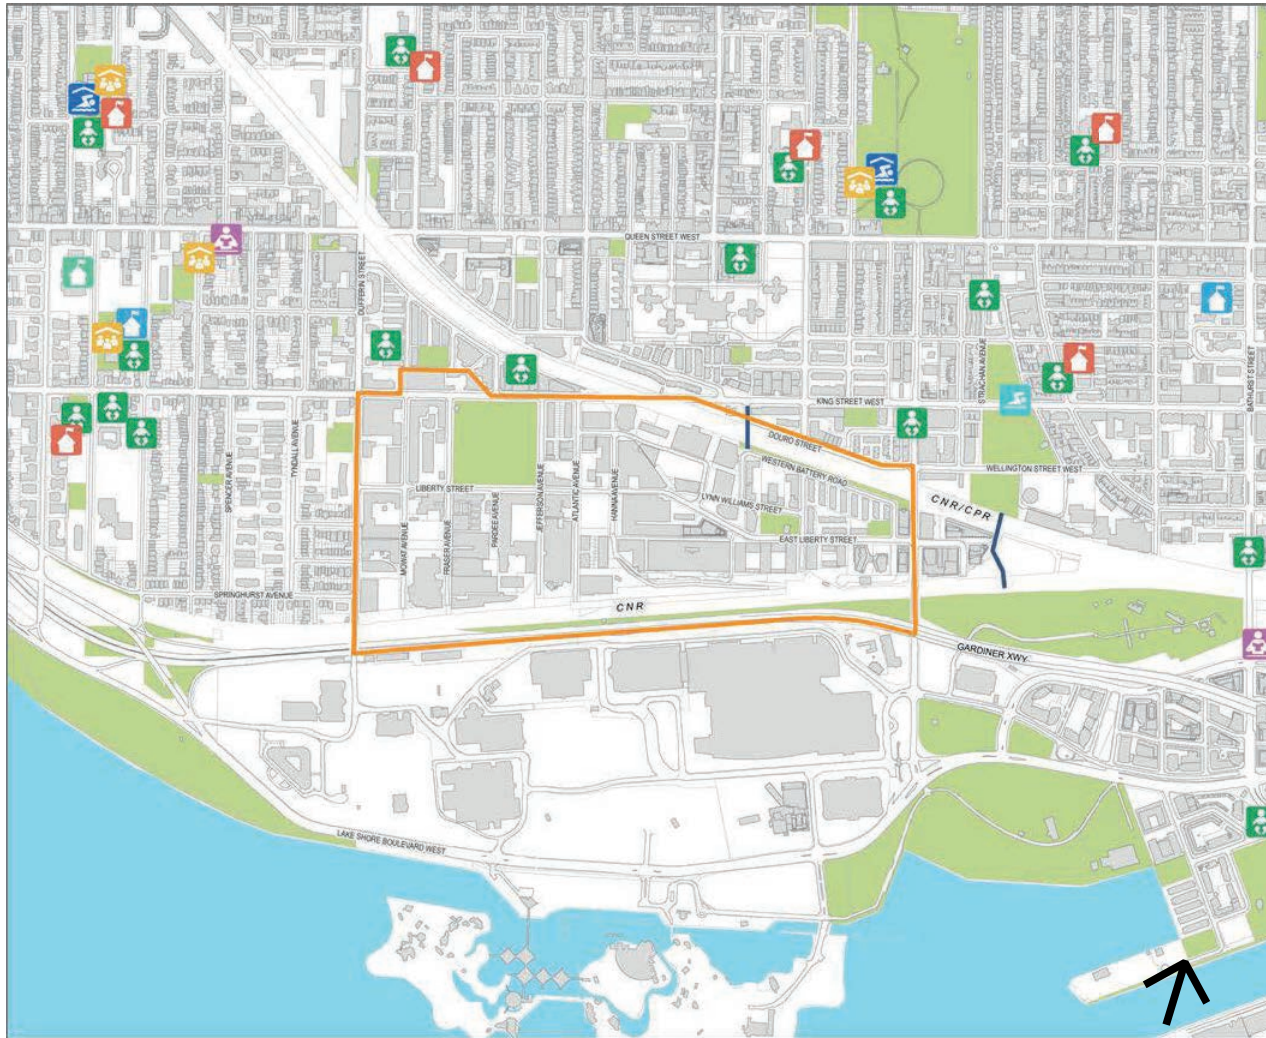 QUEEN STREET WEST
DUFFERIN STREET
STRACHAN AVENUE
BATHURST STREET
KING STREET WEST
TYNDALL AVENUE
SPENCER AVENUE
DOURO STREET
WELLINGTON STREET WEST
WESTERN BATTERY ROAD
LIBERTY STREET
JEFFERSON AVENUE
ATLANTIC AVENUE
HANNA AVENUE
PARDEE AVENUE
LYNN WILLIAMS STREET
CNR/CPR
MOWAT AVENUE
FRASER AVENUE
EAST LIBERTY STREET
SPRINGHURST AVENUE
CNR
GARDINER XWY
LAKE SHORE BOULEVARD WEST